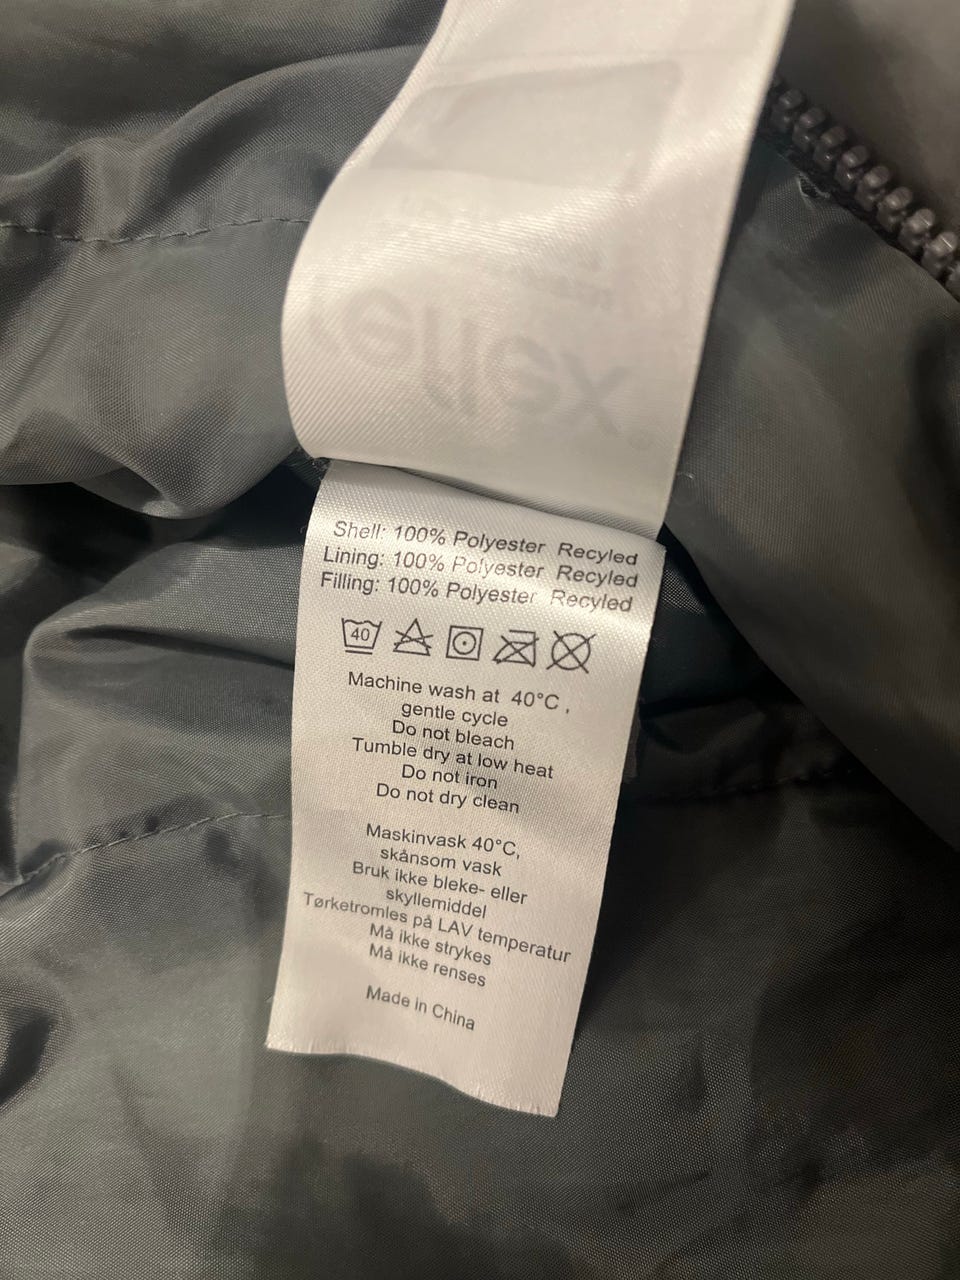 Shell: 100% Polyester Recyled
Lining: 100% Polyester Recyled
Filling: 100% Polyester Recyled
40
Machine wash at 40°C ,
gentle cycle
Do not bleach
Tumble dry at low heat
Do not iron
Do not dry clean
Maskinvask 40°C,
skånsom vask
Bruk ikke bleke- eller
skyllemiddel
Tørketromles på LAV temperatur
Må ikke strykes
Må ikke renses
Made in China